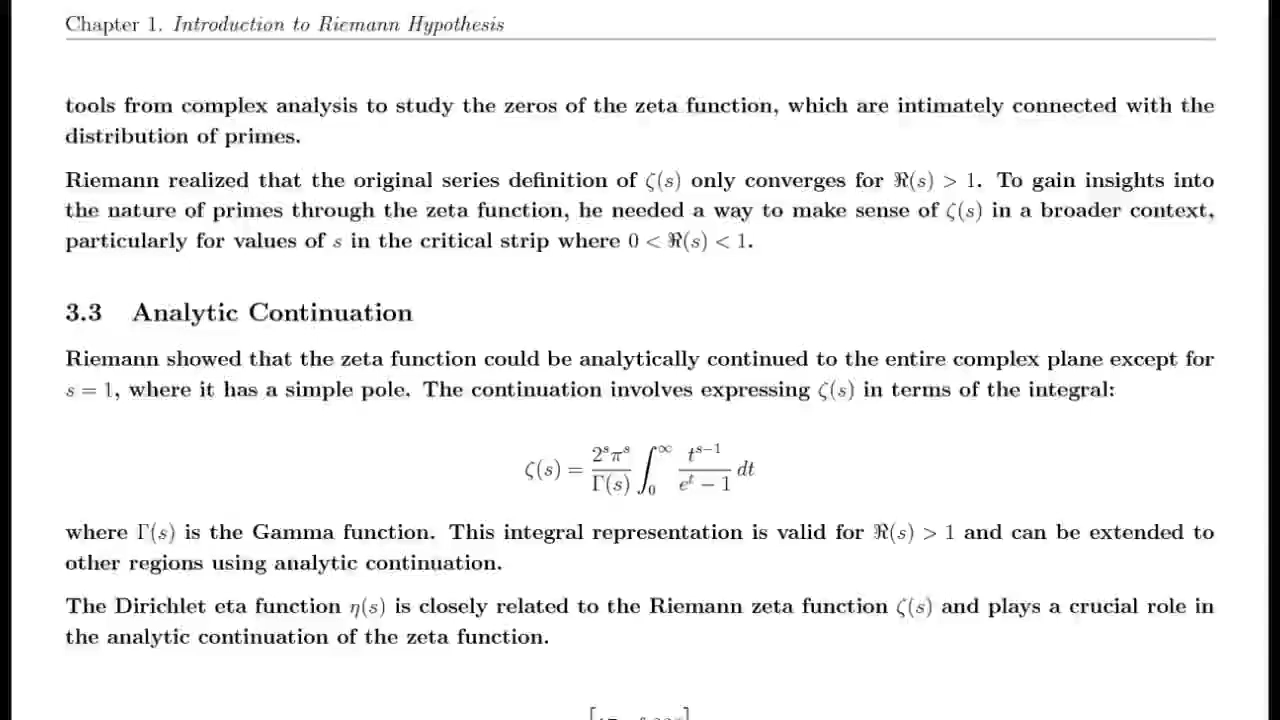 Chapter 1. Introduction to Riemann Hypothesis
tools from complex analysis to study the zeros of the zeta function, which are intimately connected with the
distribution of primes.
Riemann realized that the original series definition of ζ(s) only converges for ℜ(s) > 1. To gain insights into
the nature of primes through the zeta function, he needed a way to make sense of ζ(s) in a broader context,
particularly for values of s in the critical strip where 0 < ℜ(s) < 1.
3.3 Analytic Continuation
Riemann showed that the zeta function could be analytically continued to the entire complex plane except for
s = 1, where it has a simple pole. The continuation involves expressing ζ(s) in terms of the integral:
ζ(s) = \frac{2^s π^s}{Γ(s)} ∫_0^∞ \frac{t^{s−1}}{e^t − 1} dt
where Γ(s) is the Gamma function. This integral representation is valid for ℜ(s) > 1 and can be extended to
other regions using analytic continuation.
The Dirichlet eta function η(s) is closely related to the Riemann zeta function ζ(s) and plays a crucial role in
the analytic continuation of the zeta function.